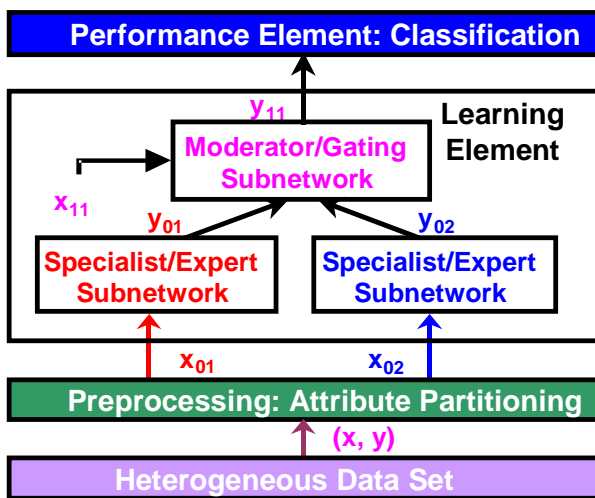 Performance Element: Classification
y11
Learning
Element
Moderator/Gating
Subnetwork
x11
y01
y02
Specialist/Expert
Subnetwork
Specialist/Expert
Subnetwork
x01
x02
Preprocessing: Attribute Partitioning
(x, y)
Heterogeneous Data Set